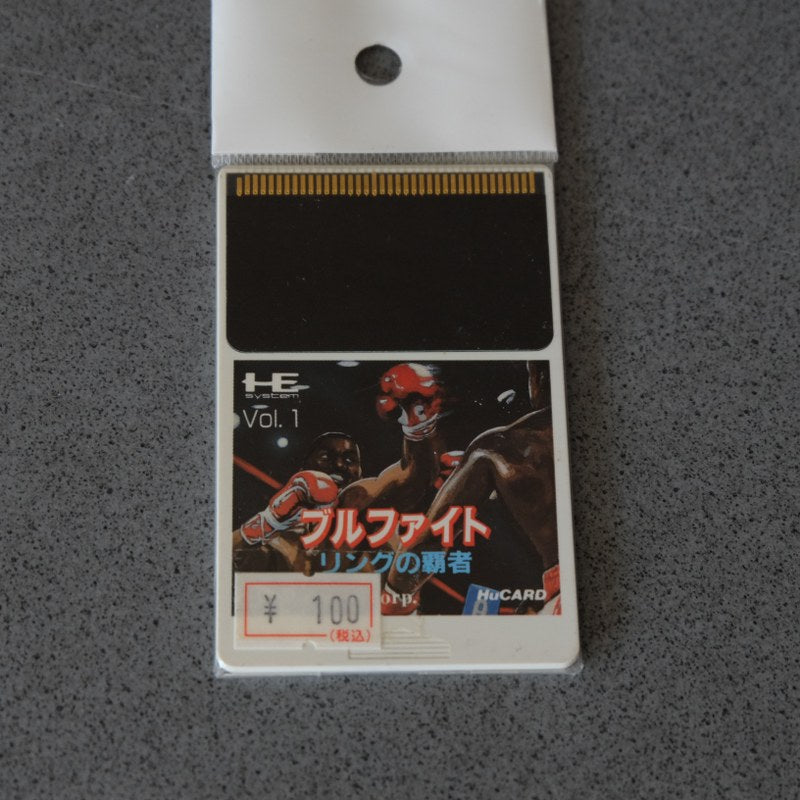 HE
system
Vol. 1
ブルファイト
リングの覇者
orp.
HuCARD
¥ 100
(税込)